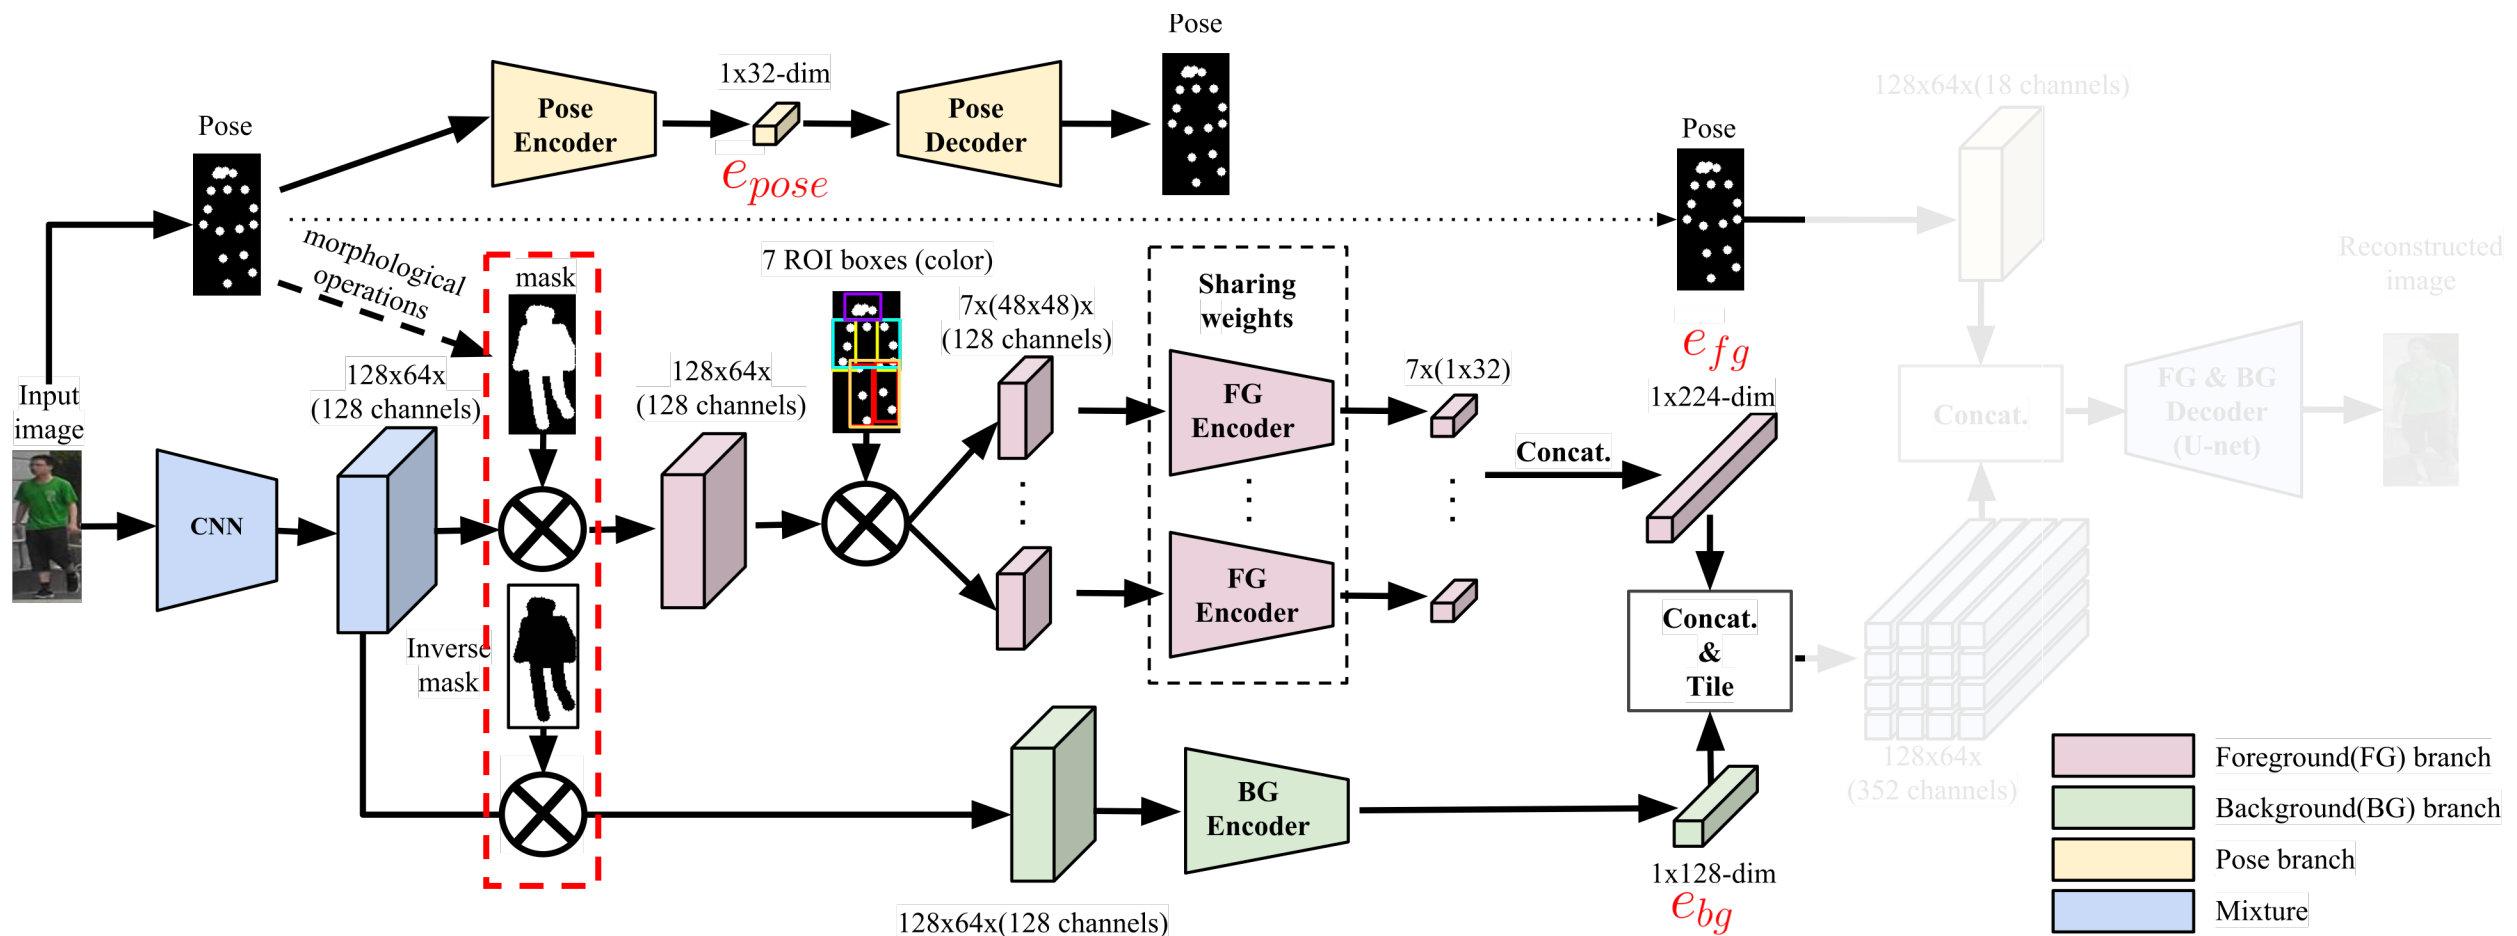 Pose
1x32-dim
Pose
Encoder
Pose
Decoder
e_pose
Pose
Pose
128x64x(18 channels)
morphological
operations
mask
7 ROI boxes (color)
7x(48x48)x
(128 channels)
Sharing
weights
e_fg
Reconstructed
image
Input
image
128x64x
(128 channels)
128x64x
(128 channels)
FG
Encoder
7x(1x32)
1x224-dim
Concat.
Concat.
FG & BG
Decoder
(U-net)
CNN
FG
Encoder
Inverse
mask
Concat.
&
Tile
128x64x
(352 channels)
BG
Encoder
1x128-dim
e_bg
128x64x(128 channels)
Foreground(FG) branch
Background(BG) branch
Pose branch
Mixture